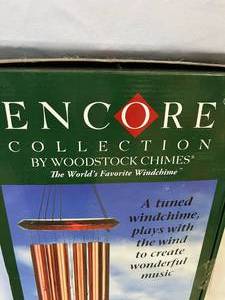 ENCORE®
COLLECTION
BY WOODSTOCK CHIMES®
The World's Favorite Windchime
A tuned
windchime,
plays with
the wind
to create
wonderful
music